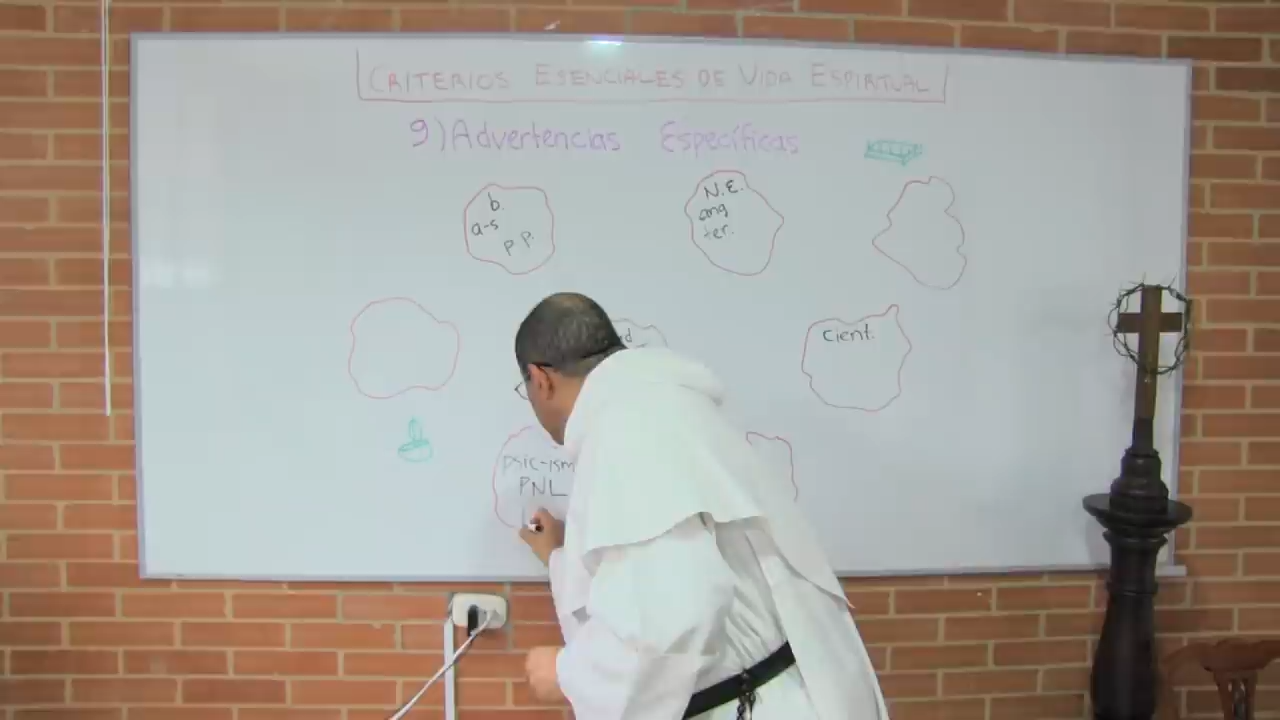 CRITERIOS ESENCIALES DE VIDA ESPIRTUAL
9) Advertencias Específicas
b.
a-s
p p.
N.E.
ang
ter.
Cient.
psic-ism
PNL